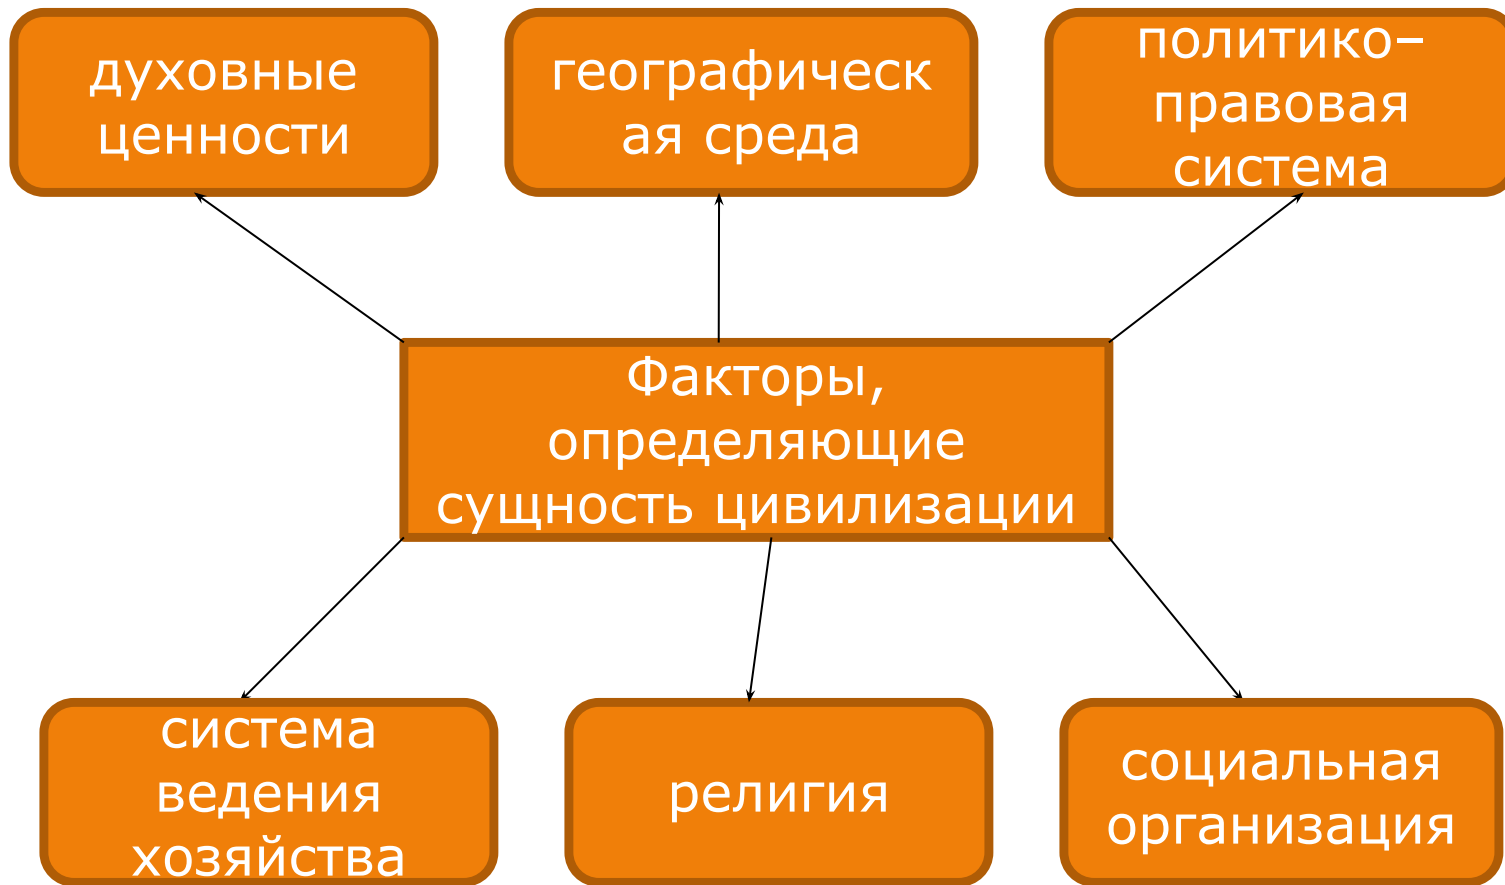 духовные
ценности
географическ
ая среда
политико–
правовая
система
Факторы,
определяющие
сущность цивилизации
система
ведения
хозяйства
религия
социальная
организация